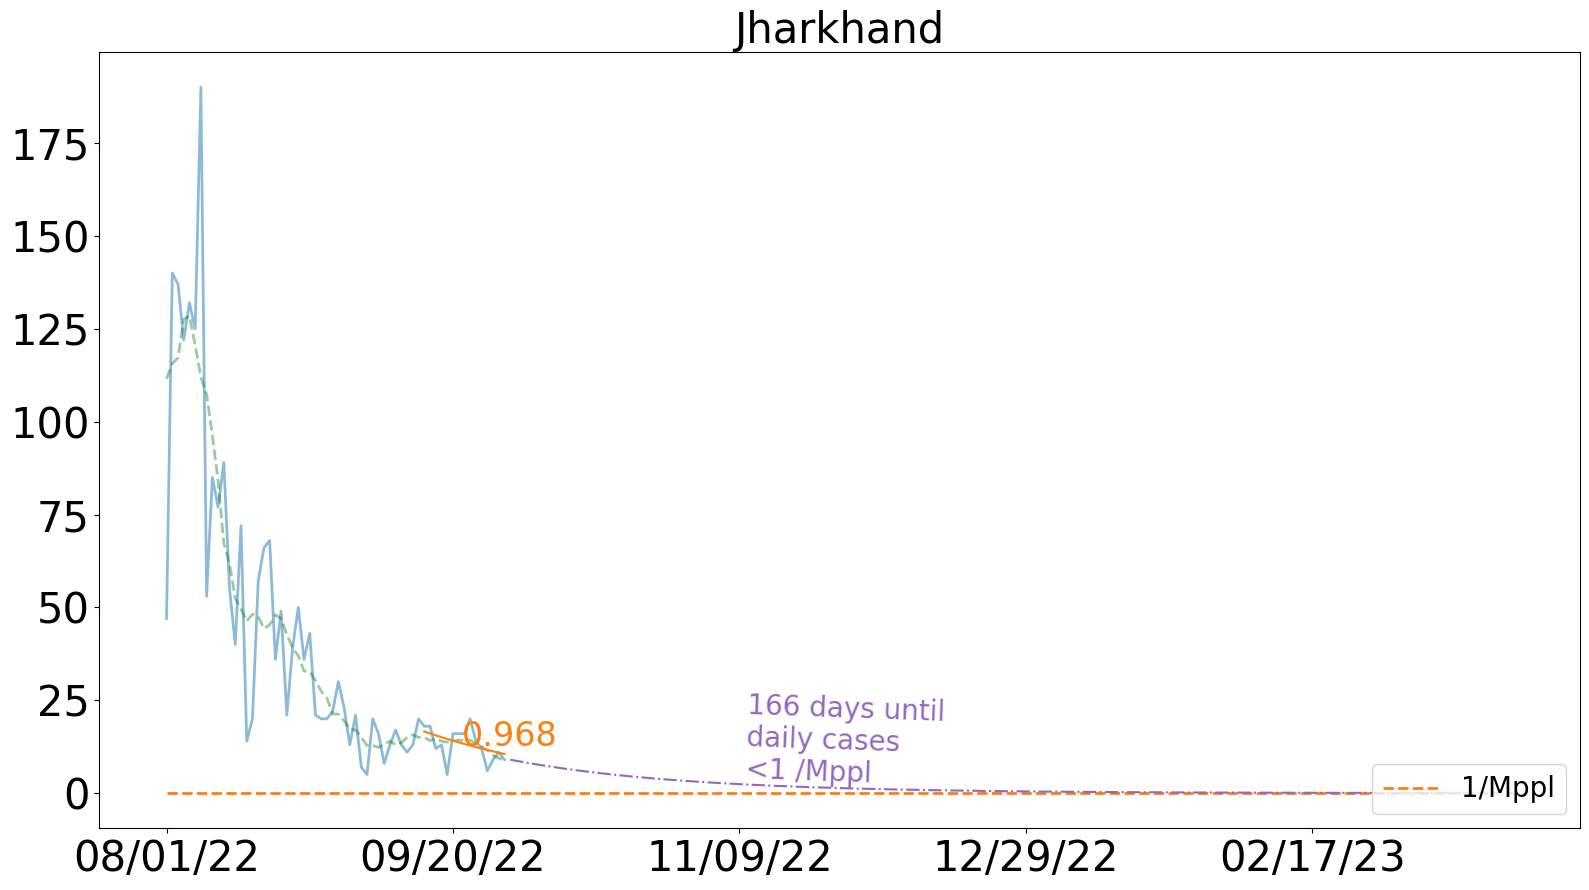 Jharkhand
175
150
125
100
75
50
25
0
0.968
166 days until
daily cases
<1 /Mppl
1/Mppl
08/01/22
09/20/22
11/09/22
12/29/22
02/17/23